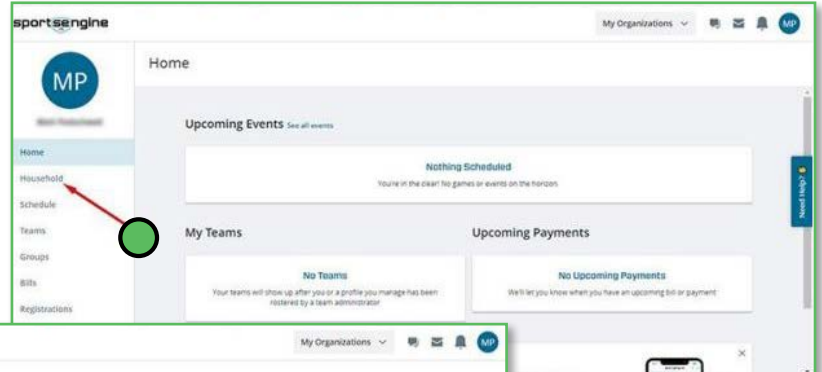 sportsengine
My Organizations
MP
MP
Home
Home
Household
Schedule
Teams
Groups
Bills
Registrations
Upcoming Events See all events
Nothing Scheduled
You're in the clear! No games or events on the horizon.
My Teams
Upcoming Payments
No Teams
Your teams will show up after you or a profile you manage has been
rostered by a team administrator
No Upcoming Payments
We'll let you know when you have an upcoming bill or payment
Need Help?
My Organizations
MP